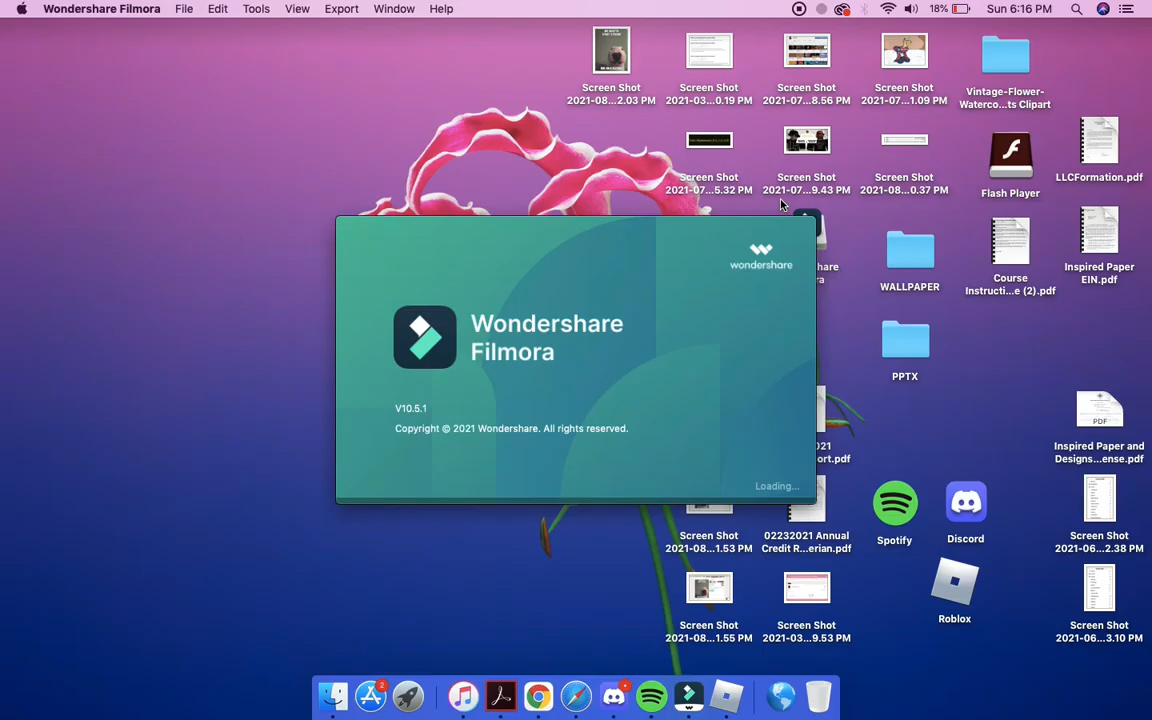 Wondershare Filmora File Edit Tools View Export Window Help 18% Sun 6:16 PM
Screen Shot
2021-08...2.03 PM
Screen Shot
2021-03...0.19 PM
Screen Shot
2021-07...8.56 PM
Screen Shot
2021-07...1.09 PM
Vintage-Flower-
Waterco...ts Clipart
Screen Shot
2021-07...5.32 PM
Screen Shot
2021-07...9.43 PM
Screen Shot
2021-08...0.37 PM
Flash Player
LLCFormation.pdf
wondershare
Wondershare
Filmora
V10.5.1
Copyright © 2021 Wondershare. All rights reserved.
Loading...
share
ra
WALLPAPER
Course
Instructi...e (2).pdf
Inspired Paper
EIN.pdf
PPTX
021
ort.pdf
PDF
Inspired Paper and
Designs...ense.pdf
Screen Shot
2021-08...1.53 PM
02232021 Annual
Credit R...erian.pdf
Spotify
Discord
Screen Shot
2021-06...2.38 PM
Screen Shot
2021-08...1.55 PM
Screen Shot
2021-03...9.53 PM
Roblox
Screen Shot
2021-06...3.10 PM
2